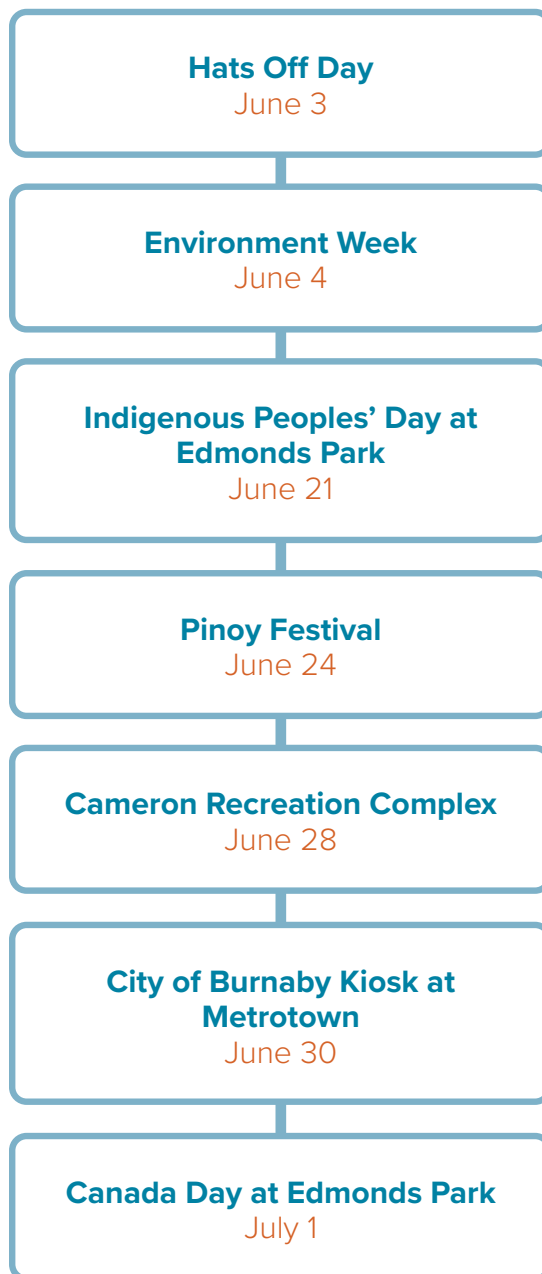 Hats Off Day
June 3
Environment Week
June 4
Indigenous Peoples’ Day at
Edmonds Park
June 21
Pinoy Festival
June 24
Cameron Recreation Complex
June 28
City of Burnaby Kiosk at
Metrotown
June 30
Canada Day at Edmonds Park
July 1